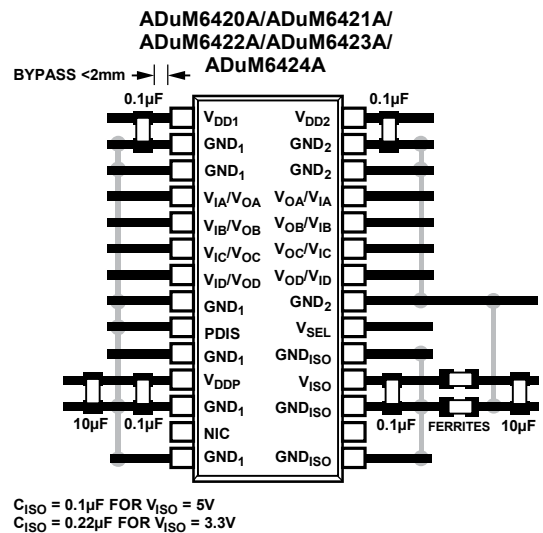 ADuM6420A/ADuM6421A/
ADuM6422A/ADuM6423A/
ADuM6424A
BYPASS <2mm
0.1µF 0.1µF
VDD1 VDD2
GND1 GND2
GND1 GND2
VIA/VOA VOA/VIA
VIB/VOB VOB/VIB
VIC/VOC VOC/VIC
VID/VOD VOD/VID
GND1 GND2
PDIS VSEL
GND1 GNDISO
VDDP VISO
GND1 GNDISO
10µF 0.1µF 0.1µF FERRITES 10µF
NIC
GND1 GNDISO
CISO = 0.1µF FOR VISO = 5V
CISO = 0.22µF FOR VISO = 3.3V